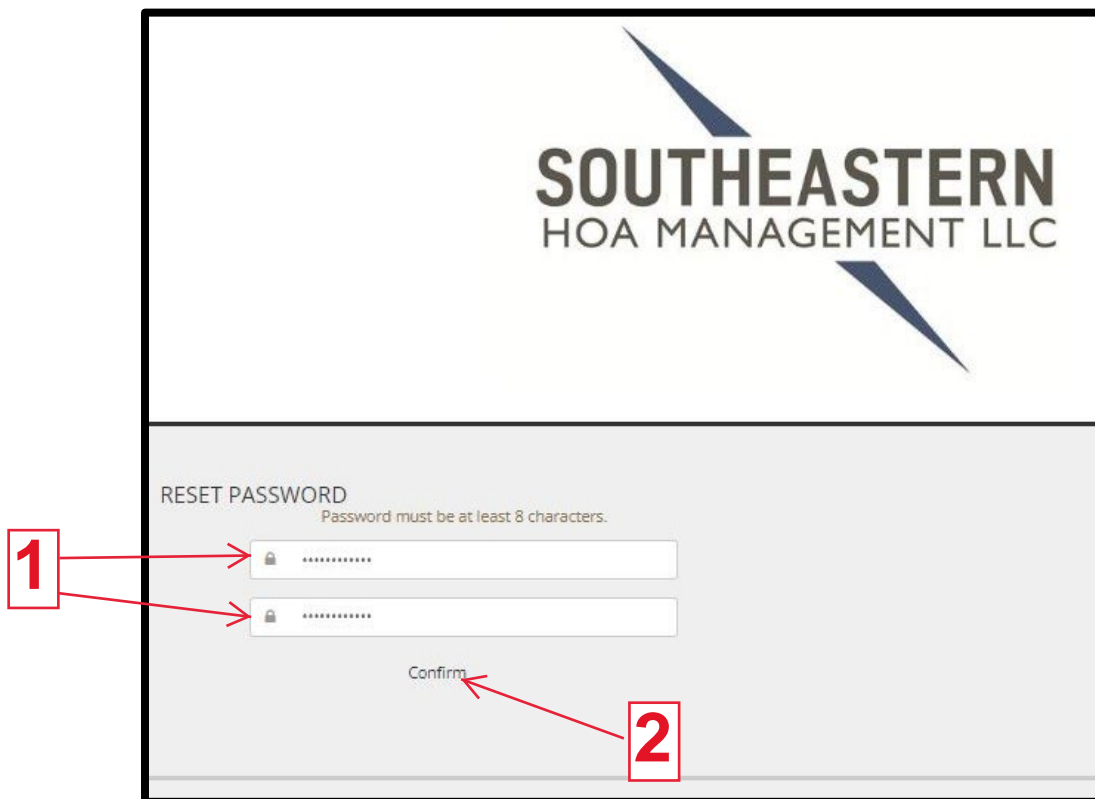 SOUTHEASTERN
HOA MANAGEMENT LLC
RESET PASSWORD
Password must be at least 8 characters.
1
••••••••••••
••••••••••••
Confirm
2